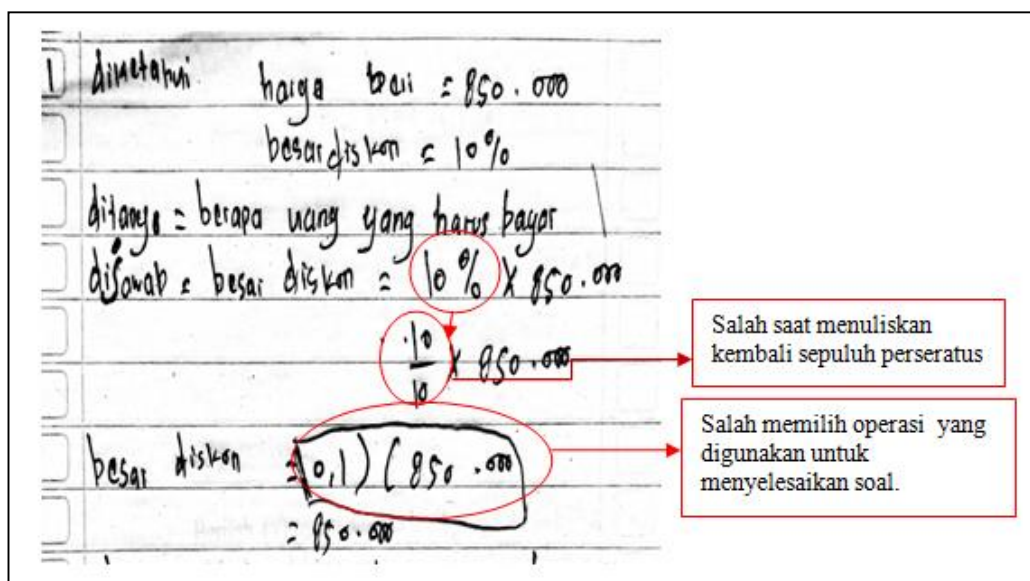 1 diketahui harga beli = 850.000
besar diskon = 10%
ditanya = berapa uang yang harus bayar
dijowab = besar diskon = 10% X 850.000
10/10 X 850.000
Salah saat menuliskan
kembali sepuluh perseratus
besar diskon = (0,1) (850.000
= 850.000
Salah memilih operasi yang
digunakan untuk
menyelesaikan soal.